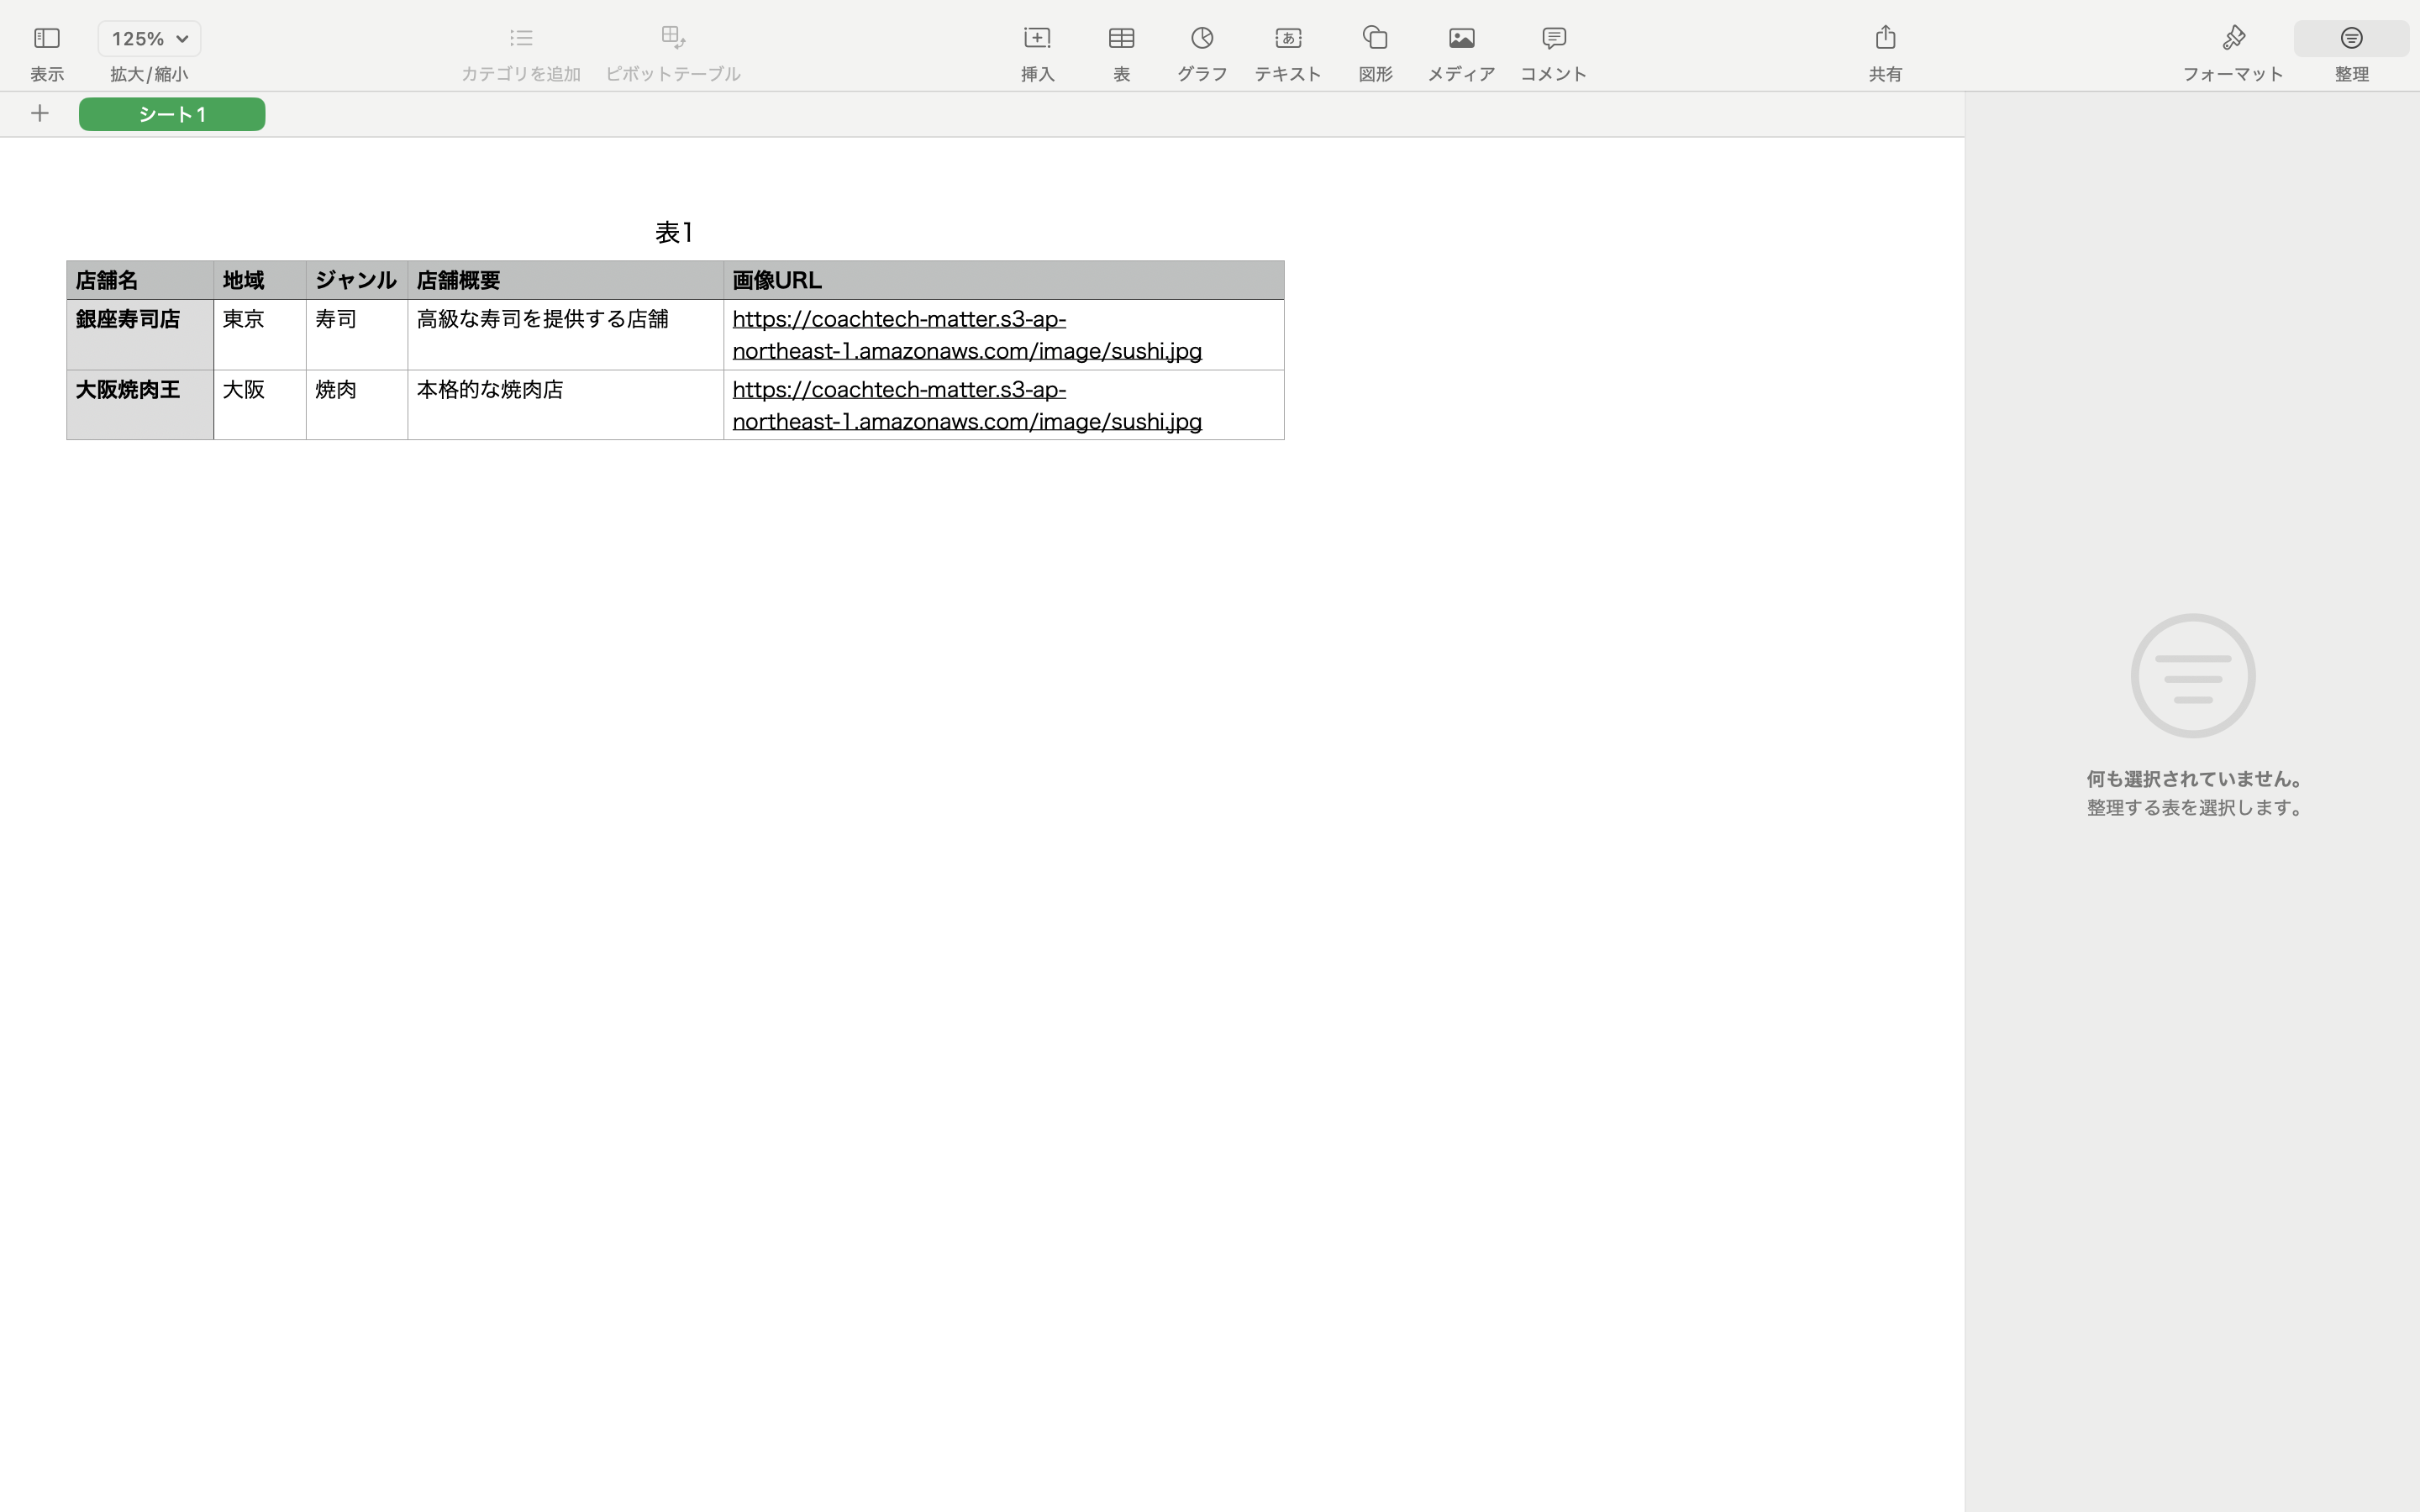 125%
表示
拡大/縮小
カテゴリを追加
ピボットテーブル
挿入
表
グラフ
あ
テキスト
図形
メディア
コメント
共有
フォーマット
整理
シート 1
表1
店舗名 地域 ジャンル 店舗概要 画像URL
銀座寿司店 東京 寿司 高級な寿司を提供する店舗 https://coachtech-matter.s3-ap-
northeast-1.amazonaws.com/image/sushi.jpg
大阪焼肉王 大阪 焼肉 本格的な焼肉店 https://coachtech-matter.s3-ap-
northeast-1.amazonaws.com/image/sushi.jpg
何も選択されていません。
整理する表を選択します。